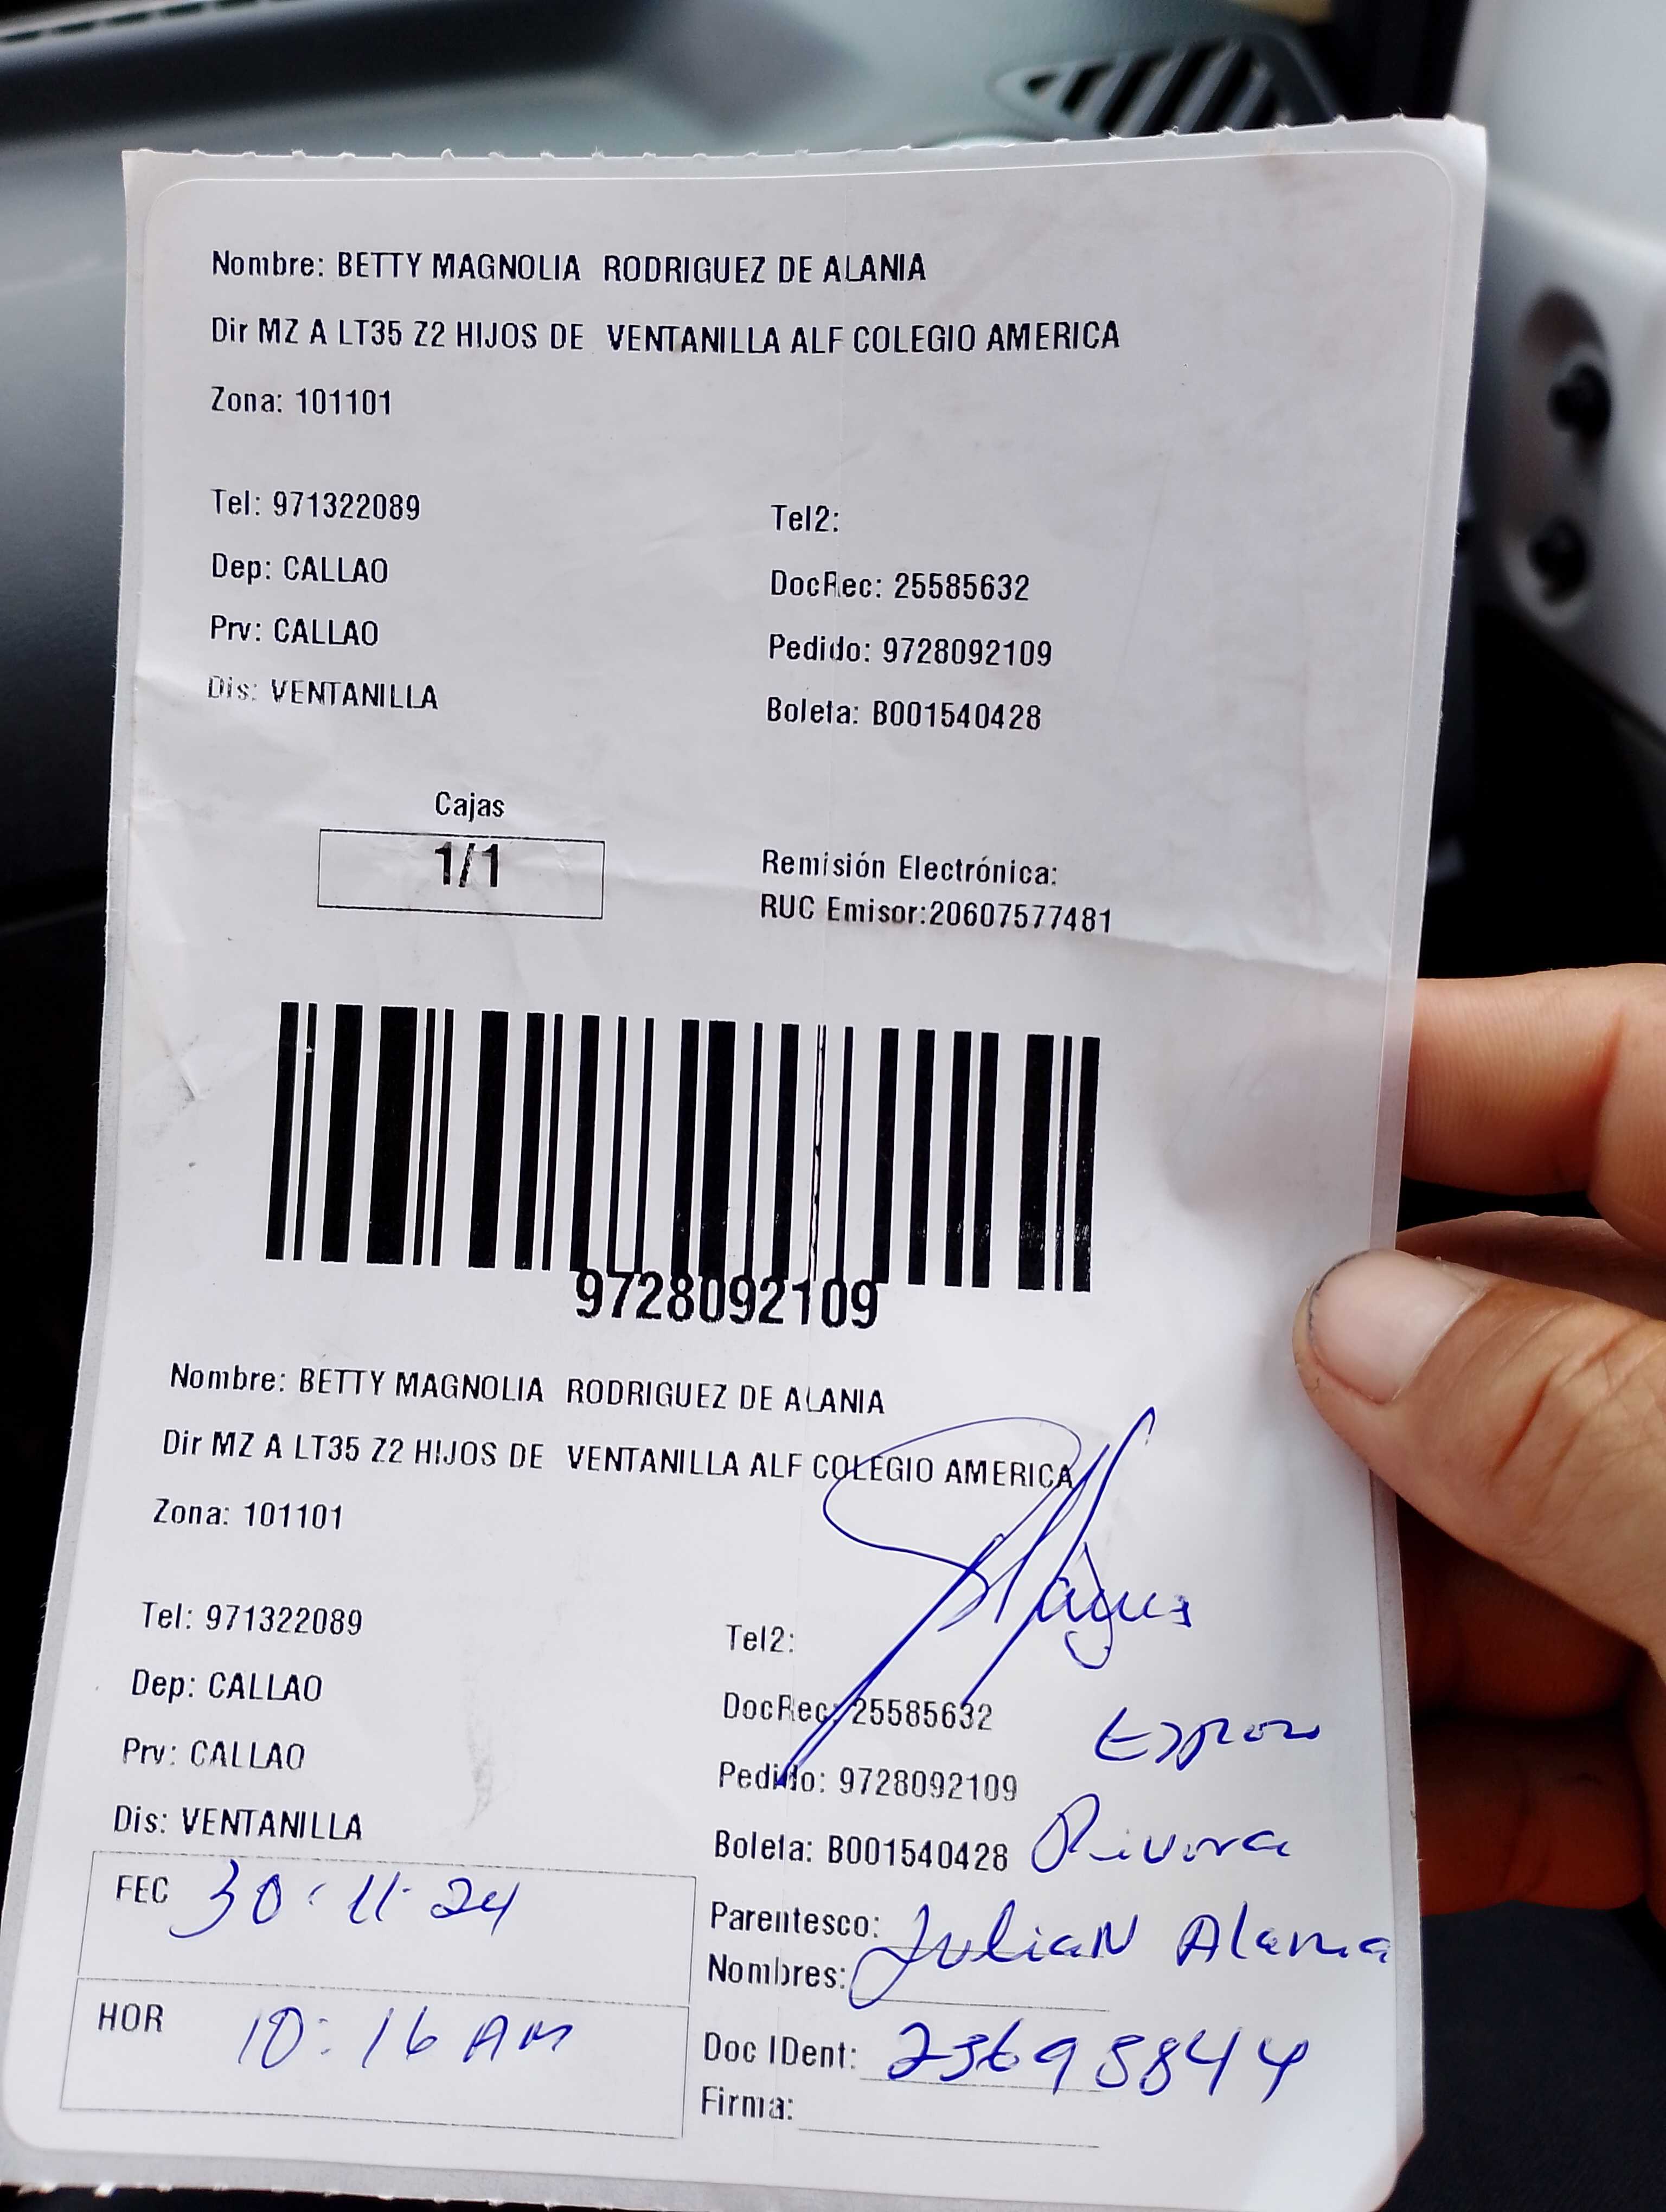 Nombre: BETTY MAGNOLIA RODRIGUEZ DE ALANIA
Dir MZ A LT35 Z2 HIJOS DE VENTANILLA ALF COLEGIO AMERICA
Zona: 101101
Tel: 971322089
Tel2:
Dep: CALLAO
DocRec: 25585632
Prv: CALLAO
Pedido: 9728092109
Dis: VENTANILLA
Boleta: B001540428
Cajas
1/1
Remisión Electrónica:
RUC Emisor:20607577481
9728092109
Nombre: BETTY MAGNOLIA RODRIGUEZ DE ALANIA
Dir MZ A LT35 Z2 HIJOS DE VENTANILLA ALF COLEGIO AMERICA
Zona: 101101
Tel: 971322089
Tel2:
Dep: CALLAO
DocRec: 25585632
Prv: CALLAO
Pedido: 9728092109
Dis: VENTANILLA
Boleta: B001540428
FEC 30-11-24
Parentesco: Julian Alania
Nombres:
HOR 10:16 AM
Doc IDent:
Firma: